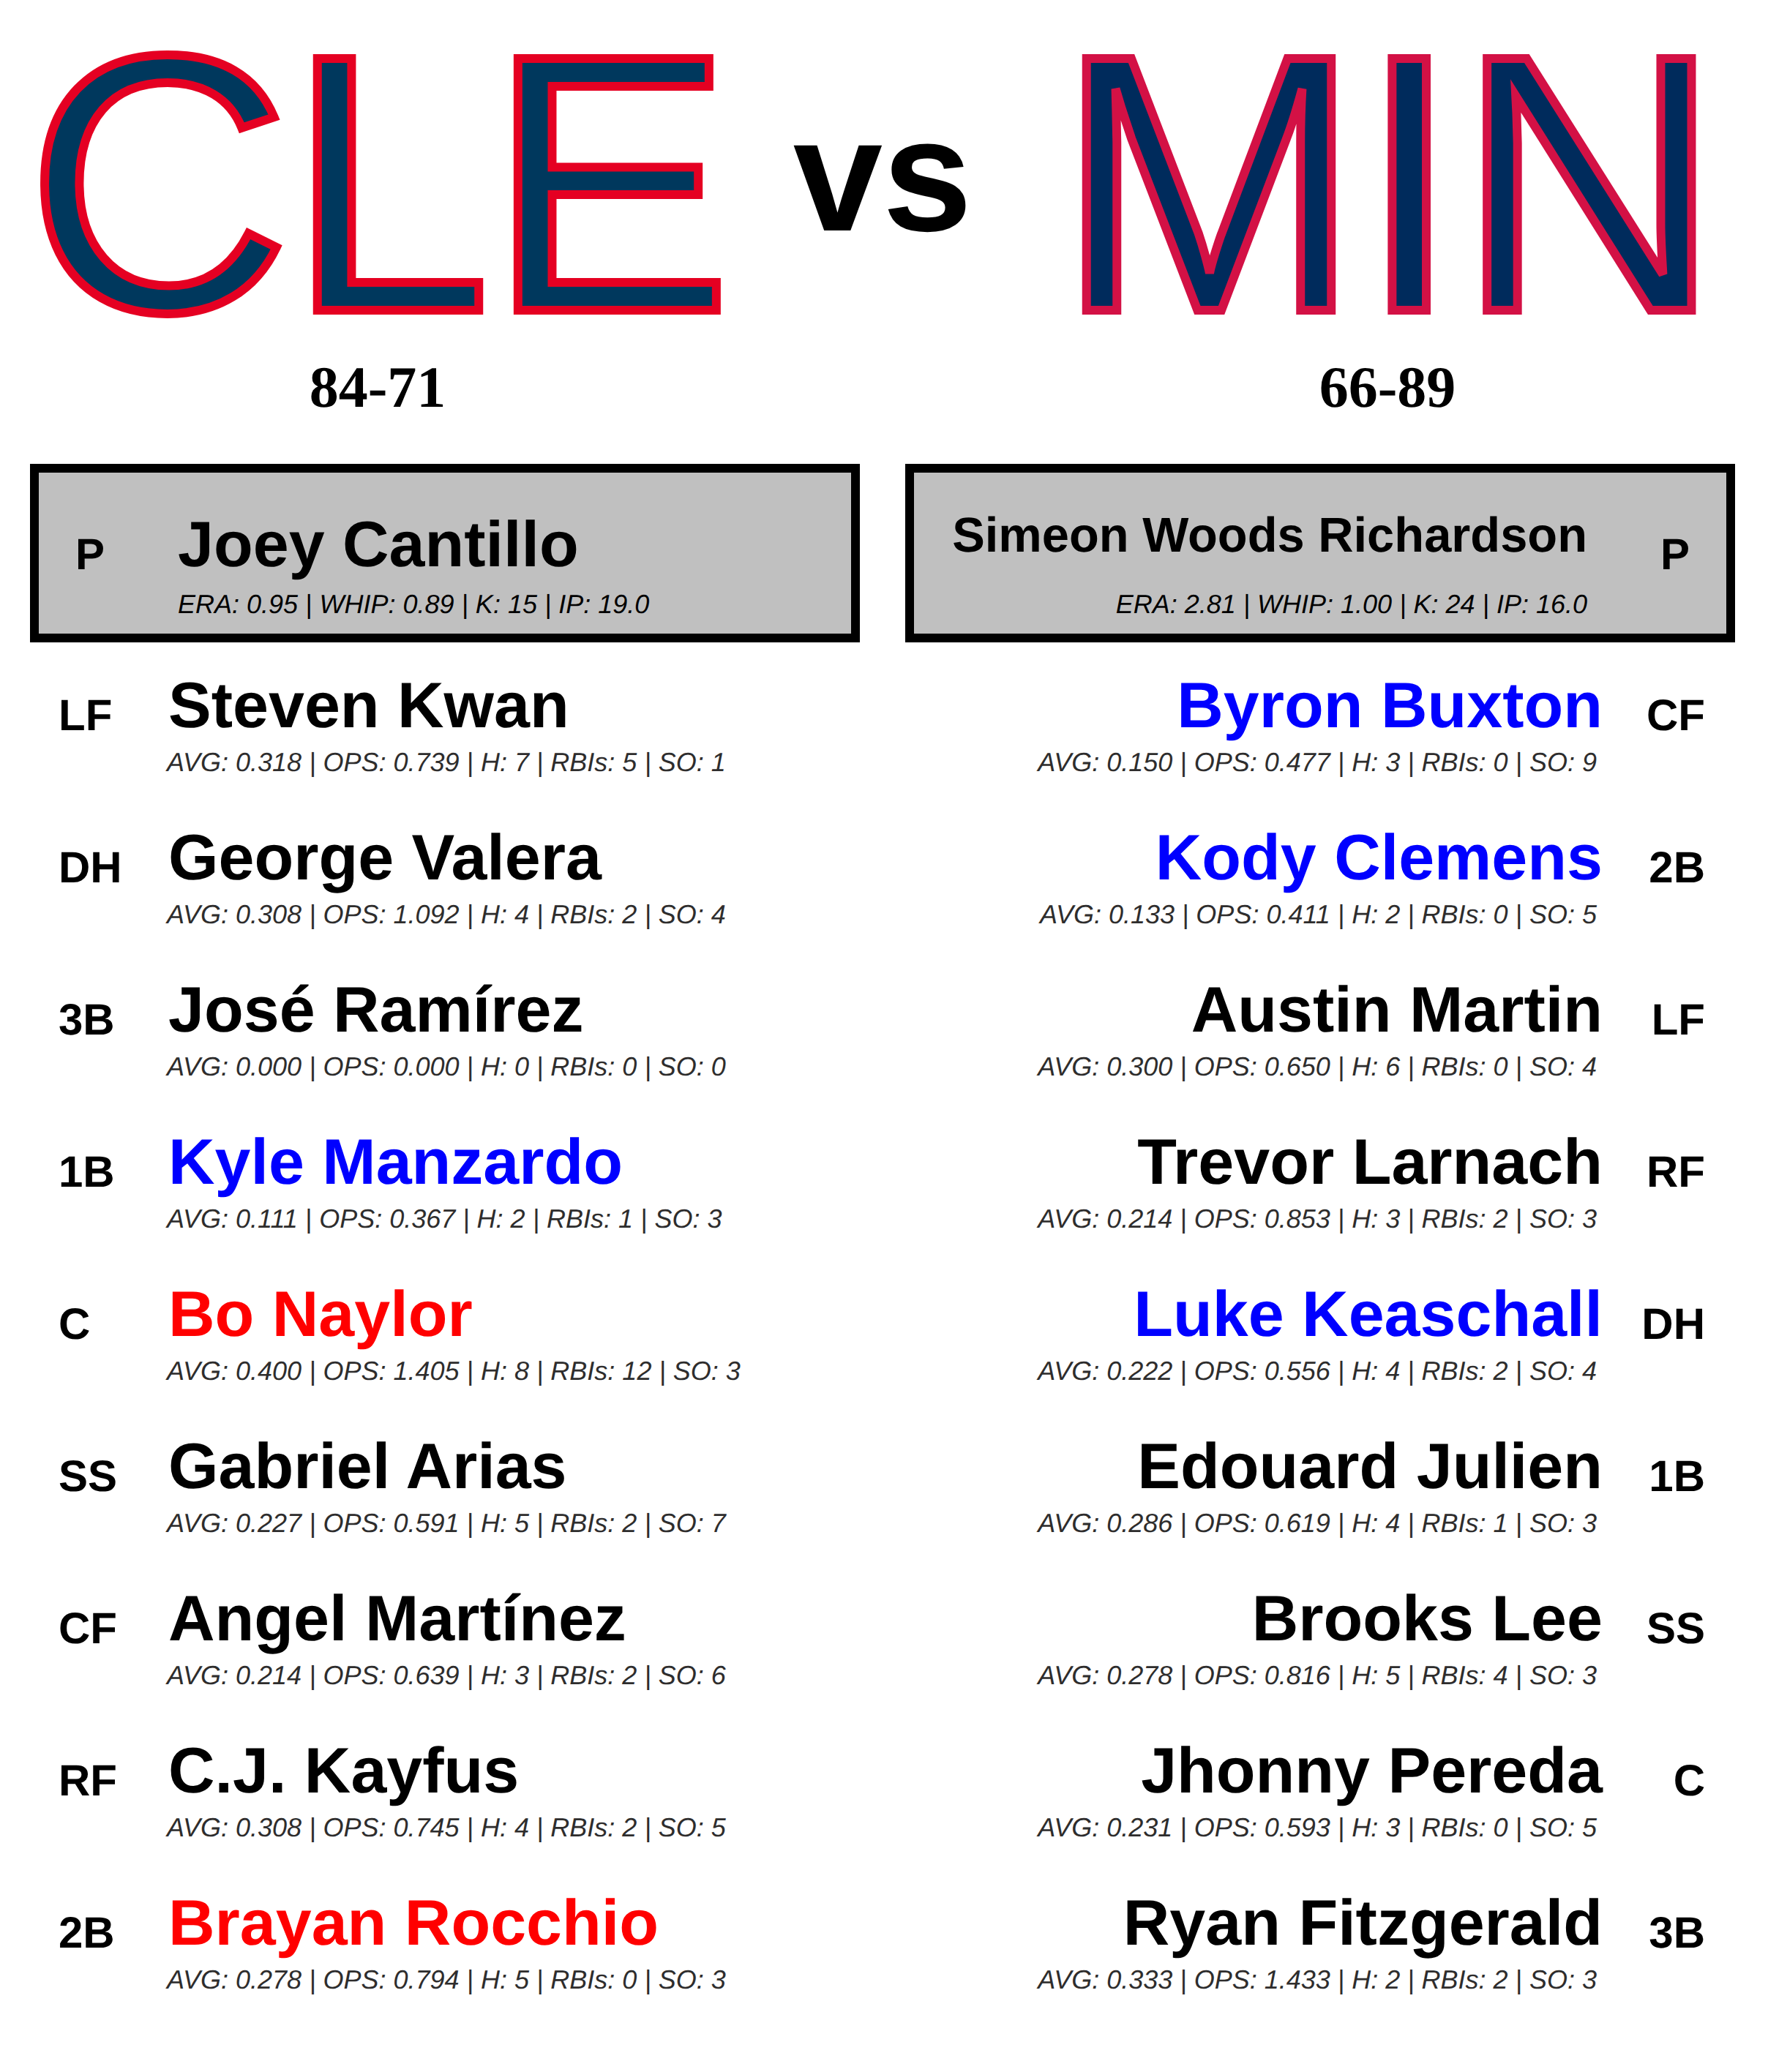 CLE vs MIN
84-71
66-89
P Joey Cantillo
ERA: 0.95 | WHIP: 0.89 | K: 15 | IP: 19.0
Simeon Woods Richardson P
ERA: 2.81 | WHIP: 1.00 | K: 24 | IP: 16.0
LF Steven Kwan
AVG: 0.318 | OPS: 0.739 | H: 7 | RBIs: 5 | SO: 1
DH George Valera
AVG: 0.308 | OPS: 1.092 | H: 4 | RBIs: 2 | SO: 4
3B José Ramírez
AVG: 0.000 | OPS: 0.000 | H: 0 | RBIs: 0 | SO: 0
1B Kyle Manzardo
AVG: 0.111 | OPS: 0.367 | H: 2 | RBIs: 1 | SO: 3
C Bo Naylor
AVG: 0.400 | OPS: 1.405 | H: 8 | RBIs: 12 | SO: 3
SS Gabriel Arias
AVG: 0.227 | OPS: 0.591 | H: 5 | RBIs: 2 | SO: 7
CF Angel Martínez
AVG: 0.214 | OPS: 0.639 | H: 3 | RBIs: 2 | SO: 6
RF C.J. Kayfus
AVG: 0.308 | OPS: 0.745 | H: 4 | RBIs: 2 | SO: 5
2B Brayan Rocchio
AVG: 0.278 | OPS: 0.794 | H: 5 | RBIs: 0 | SO: 3
Byron Buxton CF
AVG: 0.150 | OPS: 0.477 | H: 3 | RBIs: 0 | SO: 9
Kody Clemens 2B
AVG: 0.133 | OPS: 0.411 | H: 2 | RBIs: 0 | SO: 5
Austin Martin LF
AVG: 0.300 | OPS: 0.650 | H: 6 | RBIs: 0 | SO: 4
Trevor Larnach RF
AVG: 0.214 | OPS: 0.853 | H: 3 | RBIs: 2 | SO: 3
Luke Keaschall DH
AVG: 0.222 | OPS: 0.556 | H: 4 | RBIs: 2 | SO: 4
Edouard Julien 1B
AVG: 0.286 | OPS: 0.619 | H: 4 | RBIs: 1 | SO: 3
Brooks Lee SS
AVG: 0.278 | OPS: 0.816 | H: 5 | RBIs: 4 | SO: 3
Jhonny Pereda C
AVG: 0.231 | OPS: 0.593 | H: 3 | RBIs: 0 | SO: 5
Ryan Fitzgerald 3B
AVG: 0.333 | OPS: 1.433 | H: 2 | RBIs: 2 | SO: 3